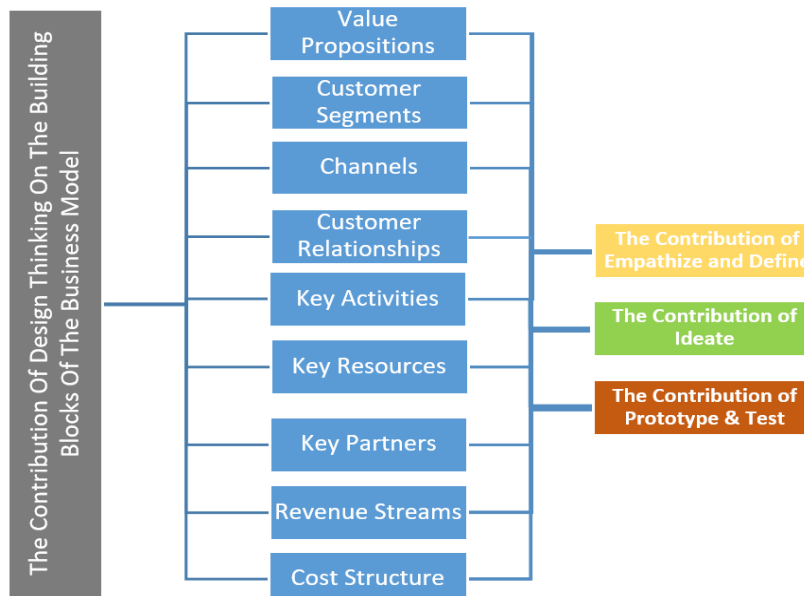 The Contribution Of Design Thinking On The Building
Blocks Of The Business Model
Value
Propositions
Customer
Segments
Channels
Customer
Relationships
Key Activities
Key Resources
Key Partners
Revenue Streams
Cost Structure
The Contribution of
Empathize and Define
The Contribution of
Ideate
The Contribution of
Prototype & Test